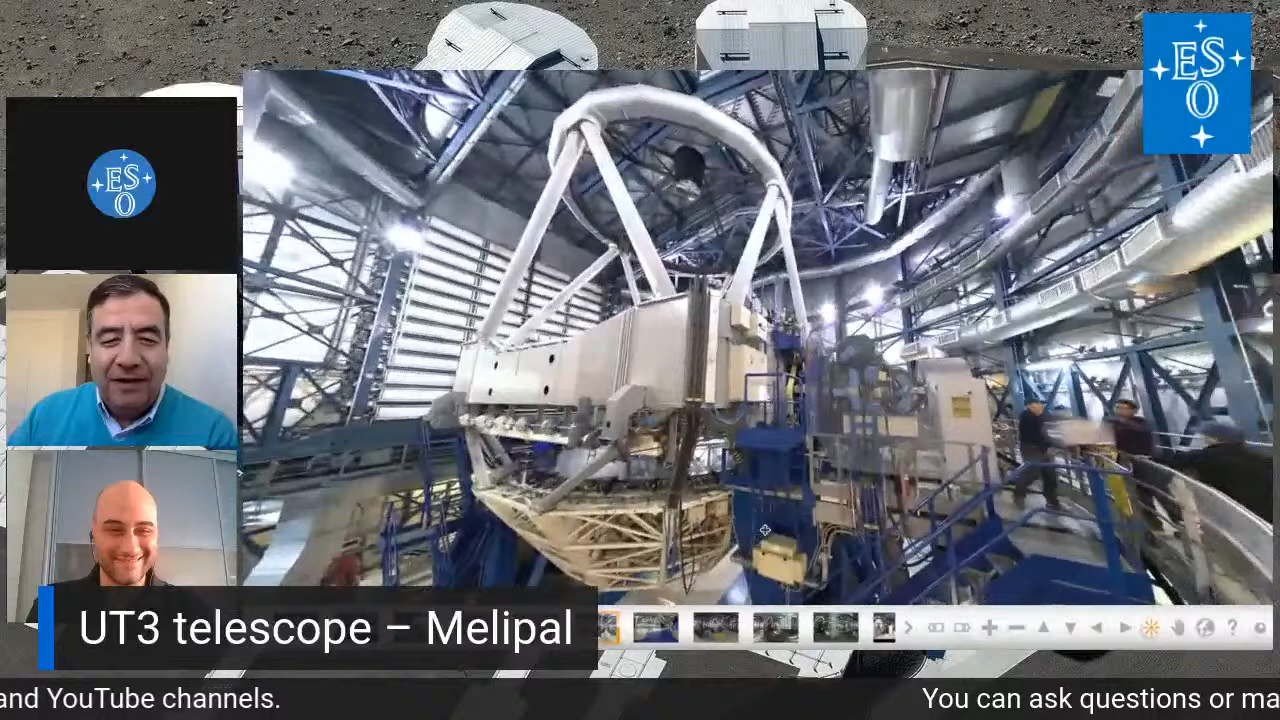 ESO
ESO
UT3 telescope – Melipal
and YouTube channels.
You can ask questions or ma